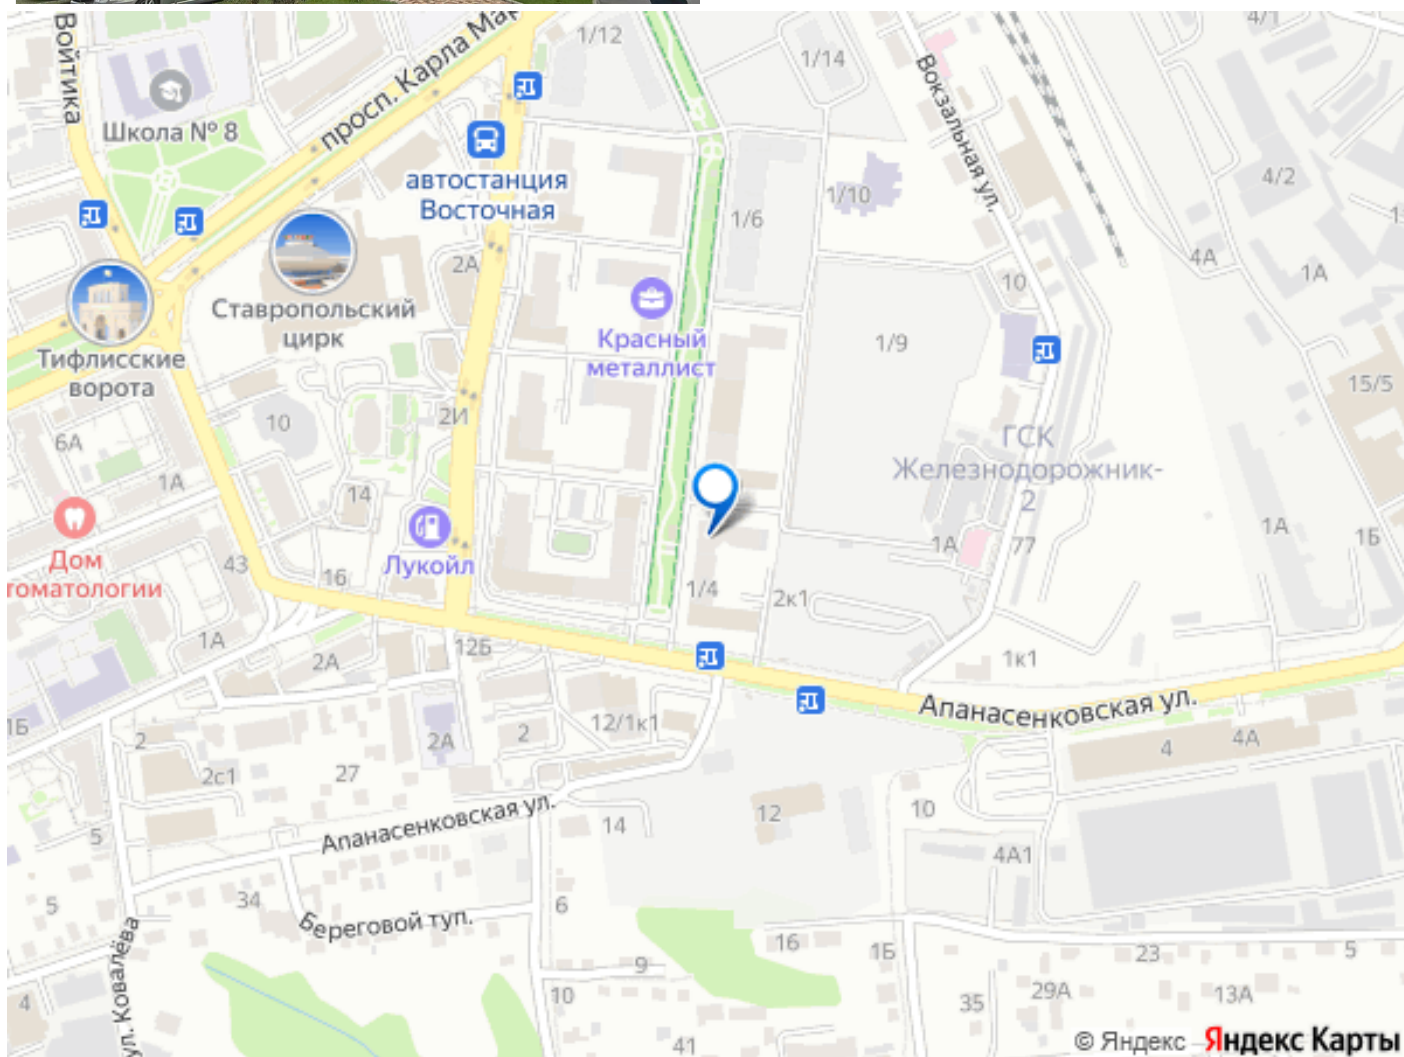 Войтика
1/12
4/1
просп. Карла Мар
1/14
Вокзальная ул.
Школа № 8
автостанция
Восточная
4/2
1/10
1/6
2А
4А
1А
10
Ставропольский
цирк
Красный
металлист
1/9
Тифлисские
ворота
15/5
2И
10
6А
ГСК
Железнодорожник-
2
1А
14
Лукойл
1А
77
1А
1Б
Дом
томатологии
43
16
1/4
2к1
1А
2А
12Б
1к1
Апанасенковская ул.
1Б
2
2А
2
12/1к1
4
4А
2с1
27
Апанасенковская ул.
14
12
10
5
4А1
5
34
Береговой туп.
6
16
1Б
23
5
9
ул. Ковалёва
4
10
35
29А
13А
41
© Яндекс Яндекс Карты